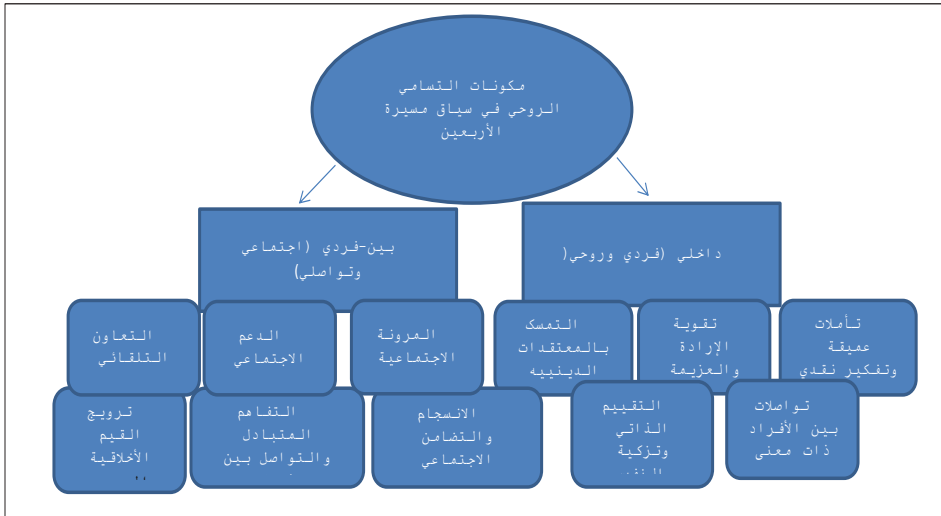 مكونات التسامي
الروحي في سياق مسيرة
الأربعين
داخلي (فردي وروحي(
بين-فردي (اجتماعي
وتواصلي)
تأملات
عميقة
وتفكير نقدي
تقوية
الإرادة
والعزيمة
التمسك
بالمعتقدات
الدينييه
المرونة
الاجتماعية
الدعم
الاجتماعي
التعاون
التلقائي
تواصلات
بين الأفراد
ذات معنى
التقييم
الذاتي
وتزكية
الانسجام
والتضامن
الاجتماعي
التفاهم
المتبادل
والتواصل بين
ترويج
القيم
الأخلاقية